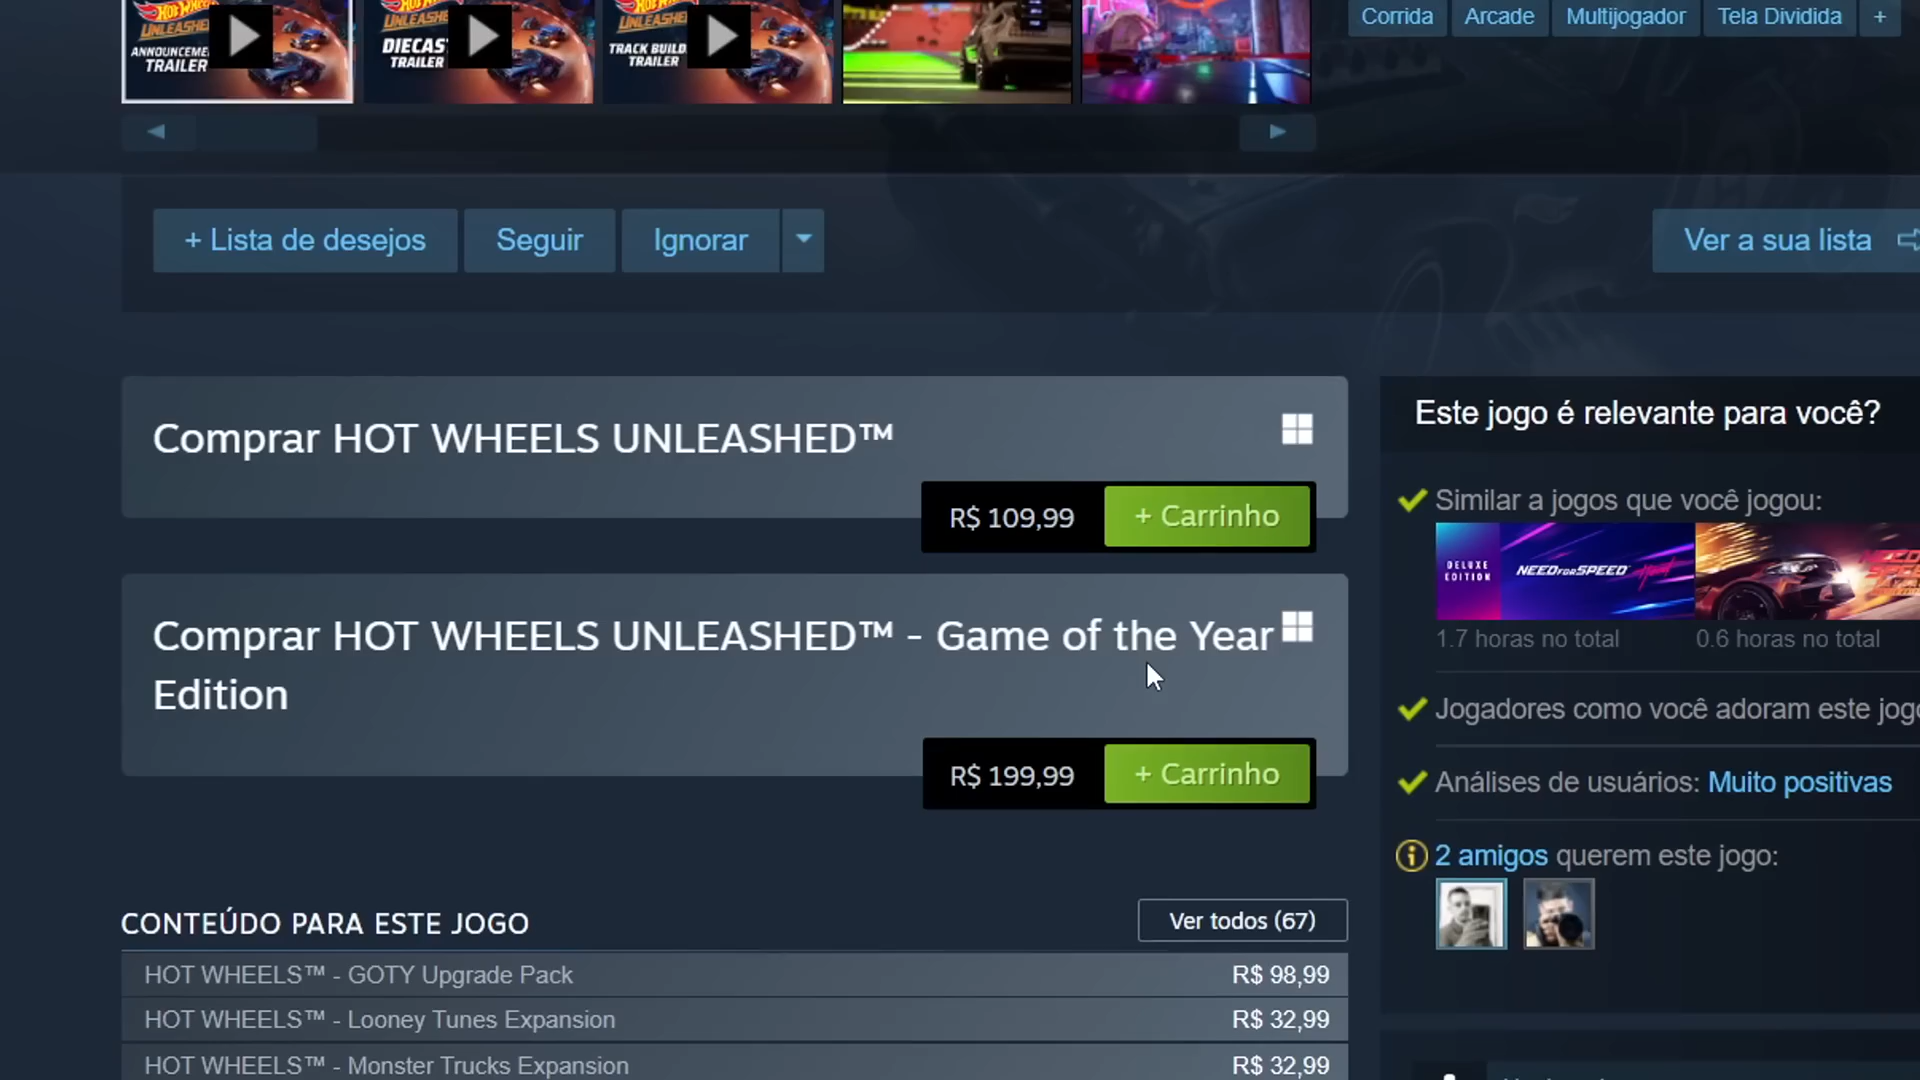 HOT WHEELS
UNLEASHED
ANNOUNCEME
TRAILER
UNLEASHED
DIECAS
TRAILER
UNLEASHED
TRACK BUILD
TRAILER
Corrida
Arcade
Multijogador
Tela Dividida
+
+ Lista de desejos
Seguir
Ignorar
Ver a sua lista
Comprar HOT WHEELS UNLEASHED™
R$ 109,99
+ Carrinho
Comprar HOT WHEELS UNLEASHED™ - Game of the Year
Edition
R$ 199,99
+ Carrinho
CONTEÚDO PARA ESTE JOGO
Ver todos (67)
HOT WHEELS™ - GOTY Upgrade Pack
R$ 98,99
HOT WHEELS™ - Looney Tunes Expansion
R$ 32,99
HOT WHEELS™ - Monster Trucks Expansion
R$ 32,99
Este jogo é relevante para você?
Similar a jogos que você jogou:
DELUXE
EDITION
NEED FOR SPEED Heat
1.7 horas no total
0.6 horas no total
Jogadores como você adoram este jogo
Análises de usuários: Muito positivas
2 amigos querem este jogo: